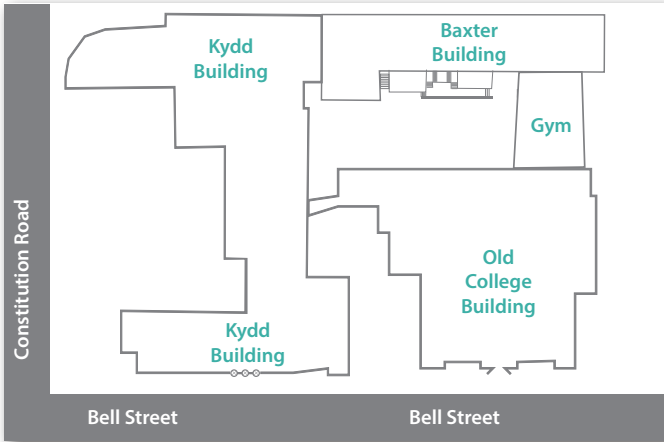 Kydd
Building
Baxter
Building
Gym
Constitution Road
Old
College
Building
Kydd
Building
Bell Street
Bell Street